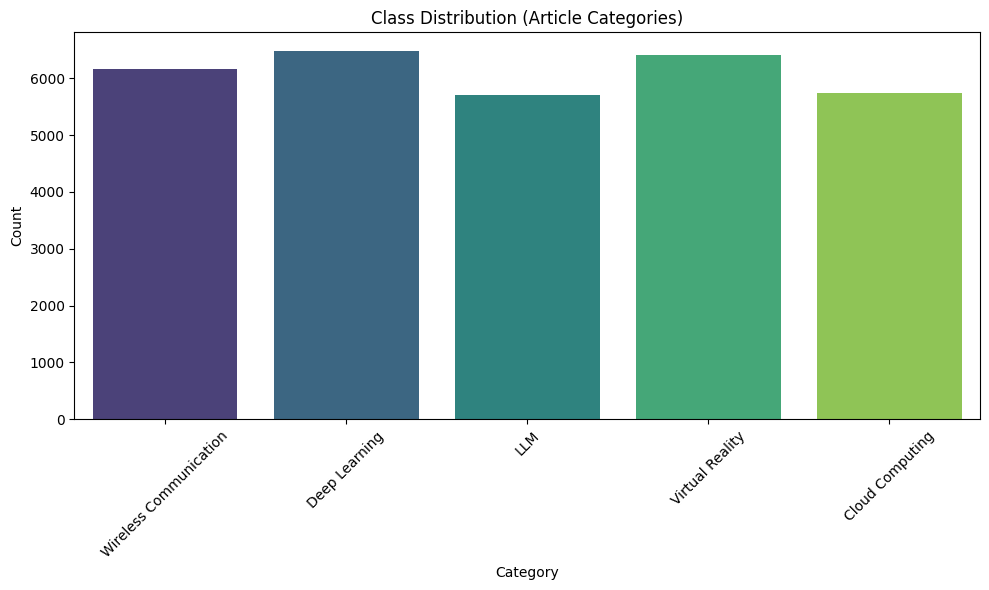 Class Distribution (Article Categories)
Count
6000
5000
4000
3000
2000
1000
0
Wireless Communication
Deep Learning
LLM
Virtual Reality
Cloud Computing
Category